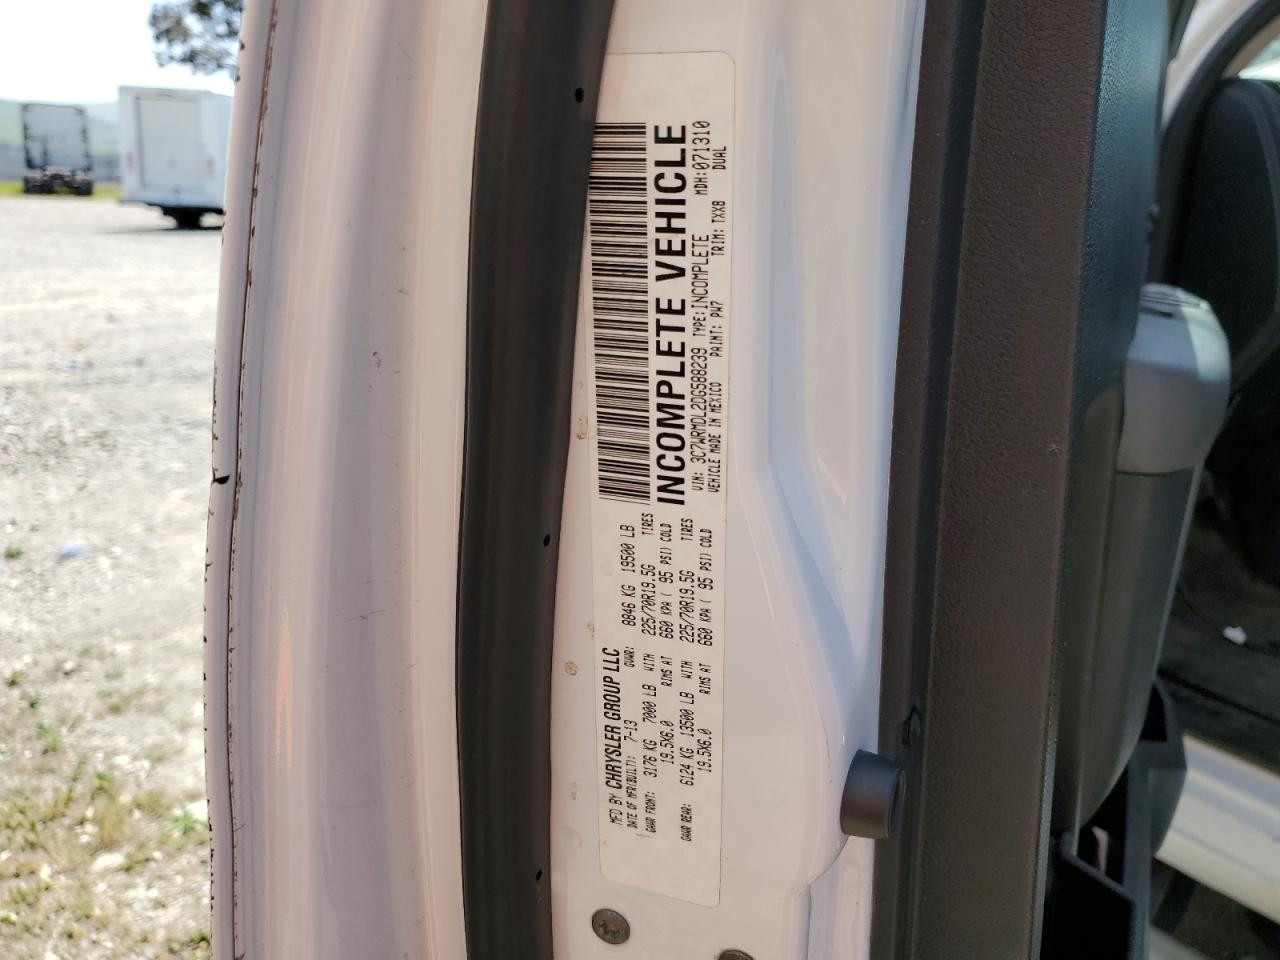 MFD BY CHRYSLER GROUP LLC
DATE OF MFR(BUILT): 7-13 GVWR: 8846 KG 19500 LB
GAWR FRONT: 3176 KG 7000 LB WITH 225/70R19.5G TIRES
19.5X6.0 RIMS AT 660 KPA ( 95 PSI) COLD
GAWR REAR: 6124 KG 13500 LB WITH 225/70R19.5G TIRES
19.5X6.0 RIMS AT 660 KPA ( 95 PSI) COLD
INCOMPLETE VEHICLE
VIN: 3C7WRMDL2DG588239 TYPE: INCOMPLETE MDH: 071310
VEHICLE MADE IN MEXICO PAINT: PW7 TRIM: TXX8 DUAL